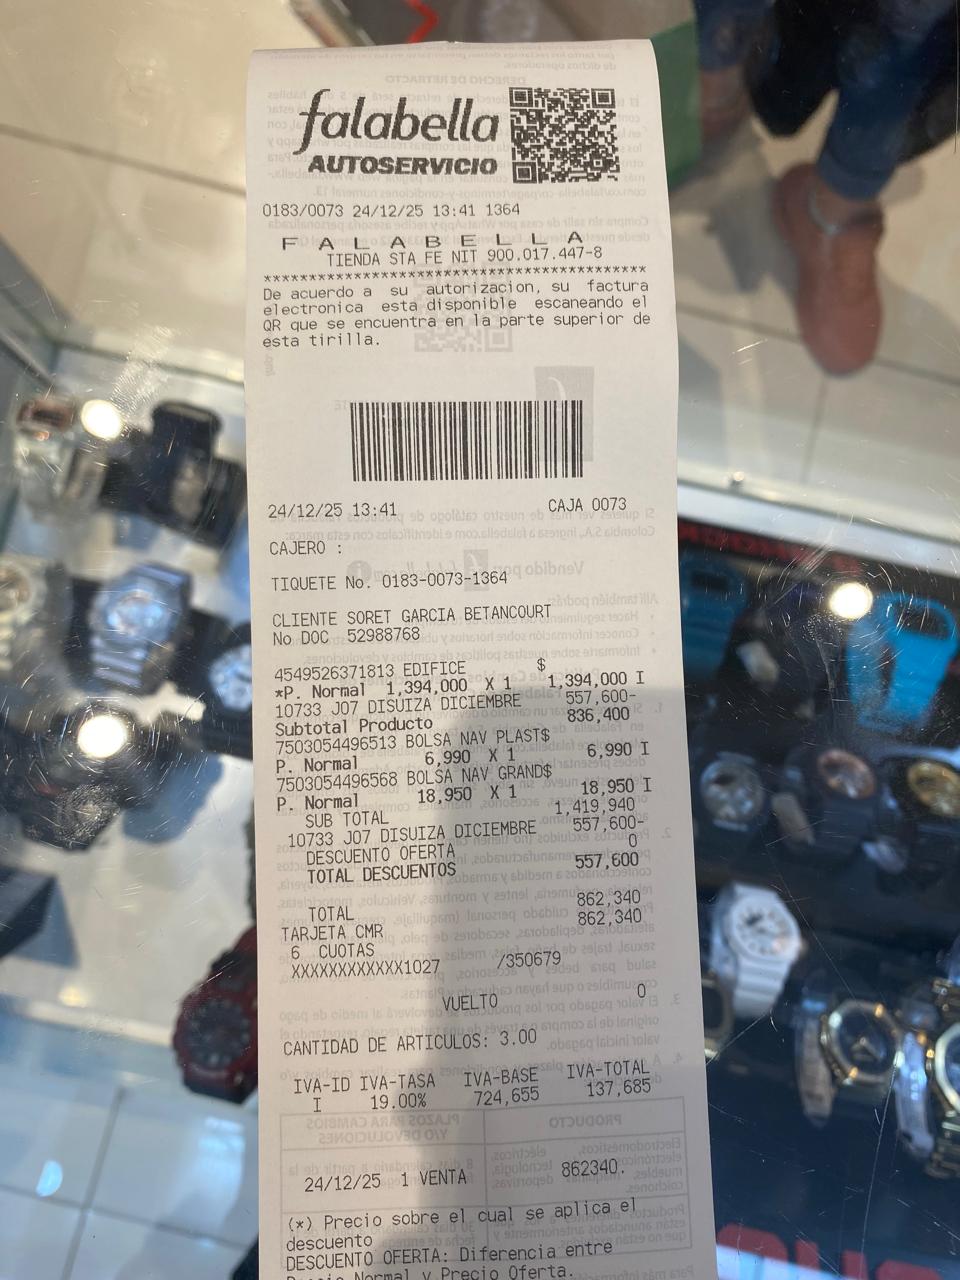 falabella
AUTOSERVICIO
0183/0073 24/12/25 13:41 1364
F A L A B E L L A
TIENDA STA FE NIT 900.017.447-8
*******************************************
De acuerdo a su autorizacion, su factura
electronica esta disponible escaneando el
QR que se encuentra en la parte superior de
esta tirilla.
24/12/25 13:41 CAJA 0073
CAJERO :
TIQUETE No. 0183-0073-1364
CLIENTE SORET GARCIA BETANCOURT
No DOC 52988768
4549526371813 EDIFICE $
*P. Normal 1,394,000 X 1 1,394,000 I
10733 J07 DISUIZA DICIEMBRE 557,600-
Subtotal Producto 836,400
7503054496513 BOLSA NAV PLAST$
P. Normal 6,990 X 1 6,990 I
7503054496568 BOLSA NAV GRAND$
P. Normal 18,950 X 1 18,950 I
SUB TOTAL 1,419,940
10733 J07 DISUIZA DICIEMBRE 557,600-
DESCUENTO OFERTA 0
TOTAL DESCUENTOS 557,600
TOTAL 862,340
TARJETA CMR 862,340
6 CUOTAS
XXXXXXXXXXXX1027 /350679
VUELTO 0
CANTIDAD DE ARTICULOS: 3.00
IVA-ID IVA-TASA IVA-BASE IVA-TOTAL
I 19.00% 724,655 137,685
24/12/25 1 VENTA 862340.
(*) Precio sobre el cual se aplica el
descuento
DESCUENTO OFERTA: Diferencia entre
Precio Normal y Precio Oferta.